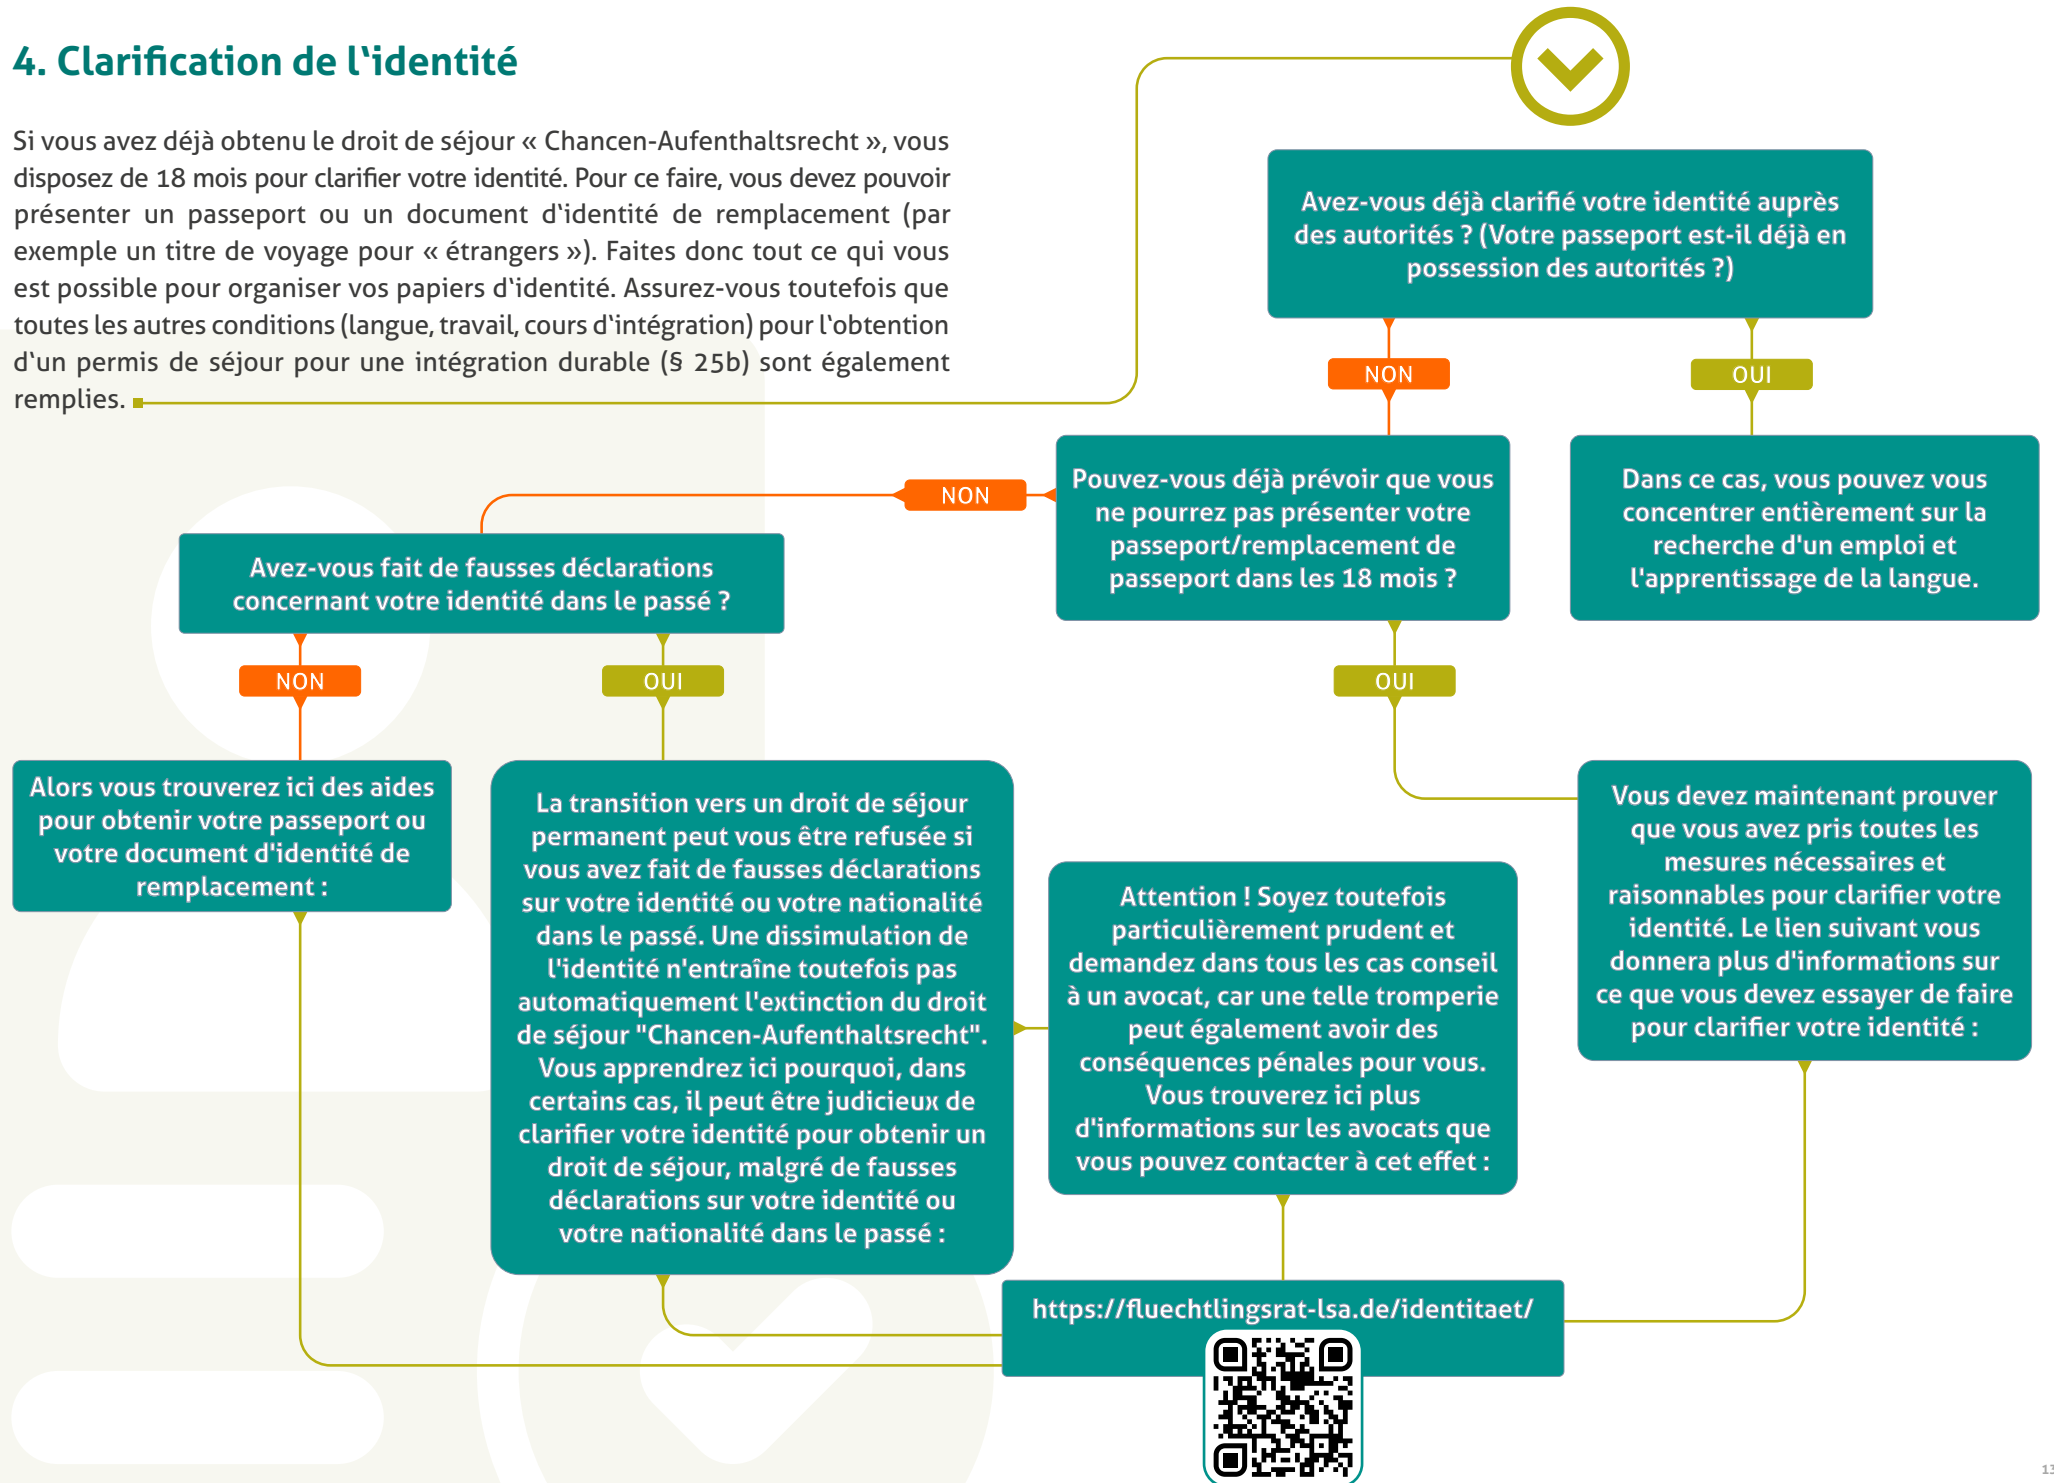 4. Clarification de l‘identité
Si vous avez déjà obtenu le droit de séjour « Chancen-Aufenthaltsrecht », vous
disposez de 18 mois pour clarifier votre identité. Pour ce faire, vous devez pouvoir
présenter un passeport ou un document d‘identité de remplacement (par
exemple un titre de voyage pour « étrangers »). Faites donc tout ce qui vous
est possible pour organiser vos papiers d‘identité. Assurez-vous toutefois que
toutes les autres conditions (langue, travail, cours d‘intégration) pour l‘obtention
d‘un permis de séjour pour une intégration durable (§ 25b) sont également
remplies.
Avez-vous déjà clarifié votre identité auprès
des autorités ? (Votre passeport est-il déjà en
possession des autorités ?)
NON
OUI
Pouvez-vous déjà prévoir que vous
ne pourrez pas présenter votre
passeport/remplacement de
passeport dans les 18 mois ?
Dans ce cas, vous pouvez vous
concentrer entièrement sur la
recherche d'un emploi et
l'apprentissage de la langue.
NON
Avez-vous fait de fausses déclarations
concernant votre identité dans le passé ?
NON
OUI
OUI
Alors vous trouverez ici des aides
pour obtenir votre passeport ou
votre document d'identité de
remplacement :
La transition vers un droit de séjour
permanent peut vous être refusée si
vous avez fait de fausses déclarations
sur votre identité ou votre nationalité
dans le passé. Une dissimulation de
l'identité n'entraîne toutefois pas
automatiquement l'extinction du droit
de séjour "Chancen-Aufenthaltsrecht".
Vous apprendrez ici pourquoi, dans
certains cas, il peut être judicieux de
clarifier votre identité pour obtenir un
droit de séjour, malgré de fausses
déclarations sur votre identité ou
votre nationalité dans le passé :
Attention ! Soyez toutefois
particulièrement prudent et
demandez dans tous les cas conseil
à un avocat, car une telle tromperie
peut également avoir des
conséquences pénales pour vous.
Vous trouverez ici plus
d'informations sur les avocats que
vous pouvez contacter à cet effet :
Vous devez maintenant prouver
que vous avez pris toutes les
mesures nécessaires et
raisonnables pour clarifier votre
identité. Le lien suivant vous
donnera plus d'informations sur
ce que vous devez essayer de faire
pour clarifier votre identité :
https://fluechtlingsrat-lsa.de/identitaet/